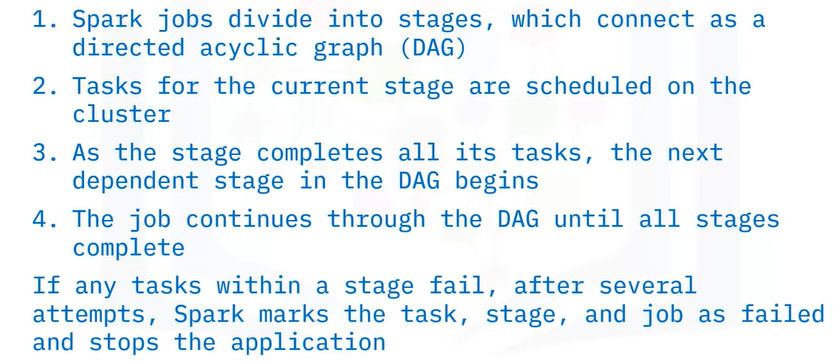 1. Spark jobs divide into stages, which connect as a
directed acyclic graph (DAG)
2. Tasks for the current stage are scheduled on the
cluster
3. As the stage completes all its tasks, the next
dependent stage in the DAG begins
4. The job continues through the DAG until all stages
complete
If any tasks within a stage fail, after several
attempts, Spark marks the task, stage, and job as failed
and stops the application